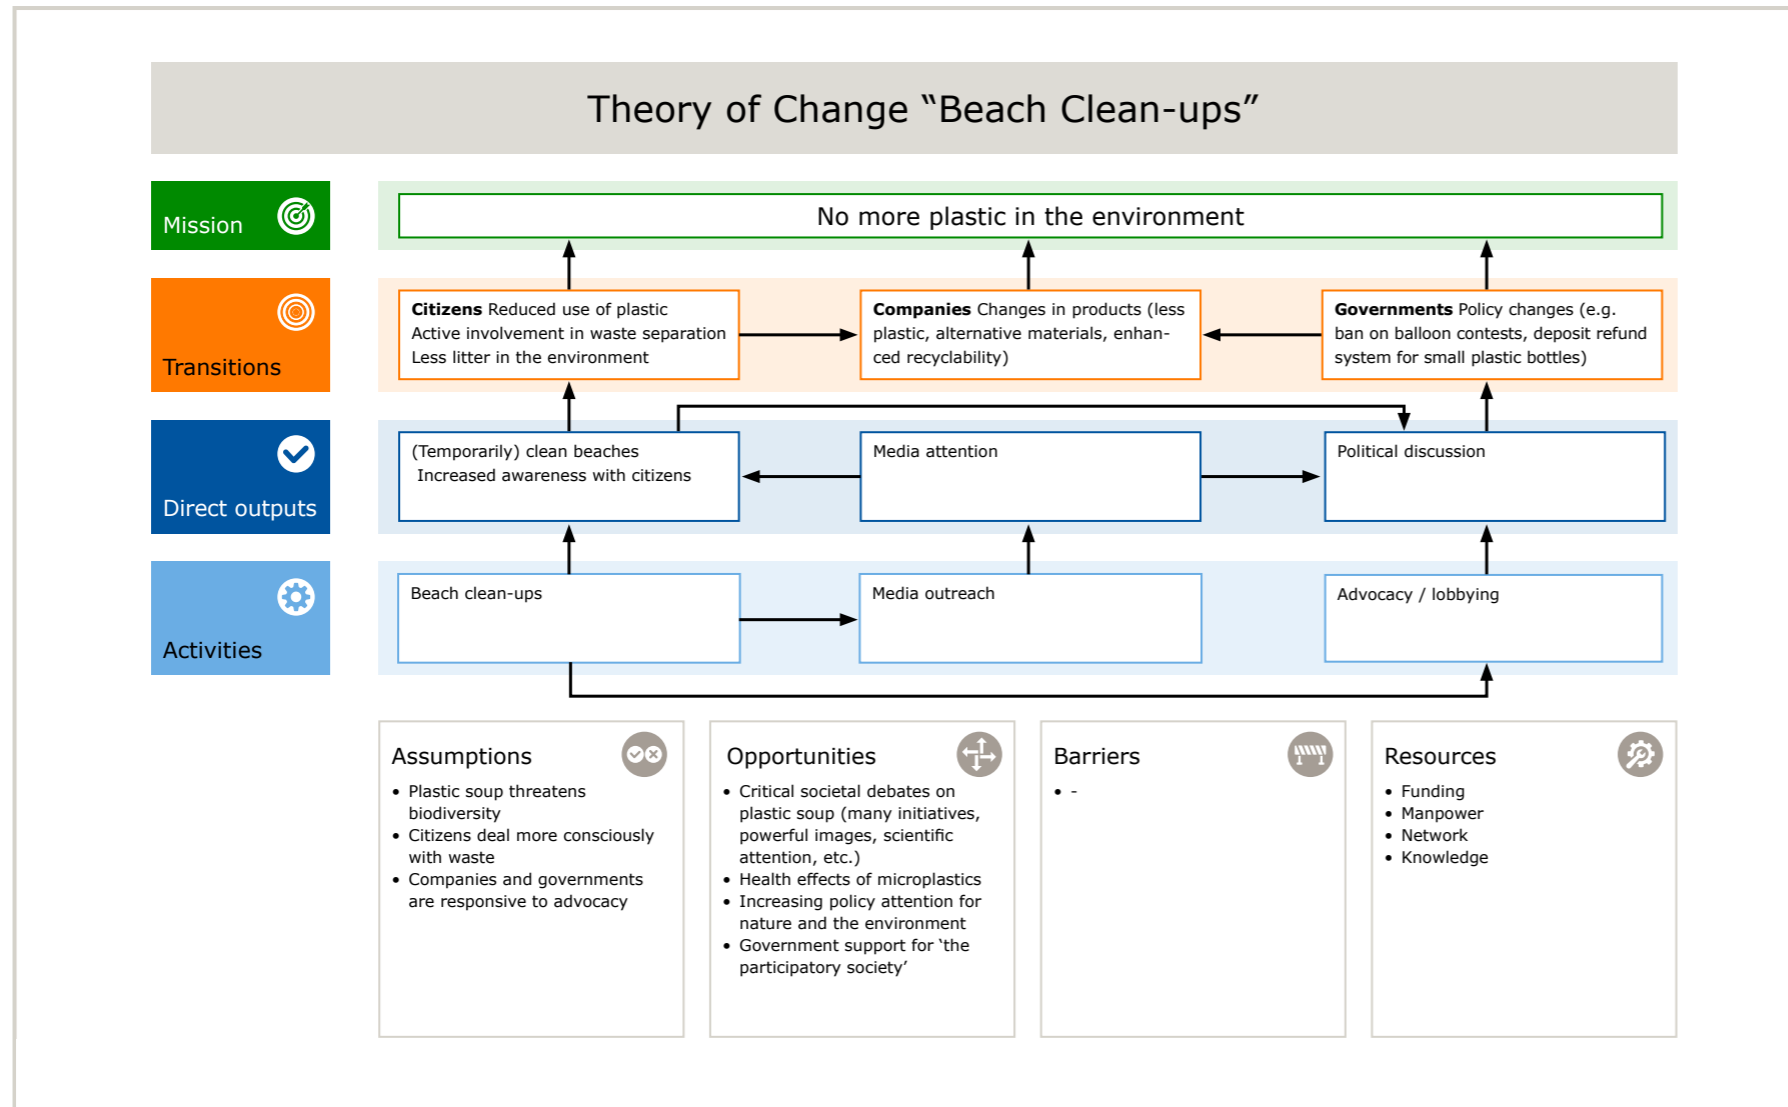 Theory of Change “Beach Clean-ups”
Mission
No more plastic in the environment
Transitions
Citizens Reduced use of plastic
Active involvement in waste separation
Less litter in the environment
Companies Changes in products (less
plastic, alternative materials, enhan-
ced recyclability)
Governments Policy changes (e.g.
ban on balloon contests, deposit refund
system for small plastic bottles)
Direct outputs
(Temporarily) clean beaches
Increased awareness with citizens
Media attention
Political discussion
Activities
Beach clean-ups
Media outreach
Advocacy / lobbying
Assumptions
• Plastic soup threatens
biodiversity
• Citizens deal more consciously
with waste
• Companies and governments
are responsive to advocacy
Opportunities
• Critical societal debates on
plastic soup (many initiatives,
powerful images, scientific
attention, etc.)
• Health effects of microplastics
• Increasing policy attention for
nature and the environment
• Government support for ‘the
participatory society’
Barriers
• -
Resources
• Funding
• Manpower
• Network
• Knowledge